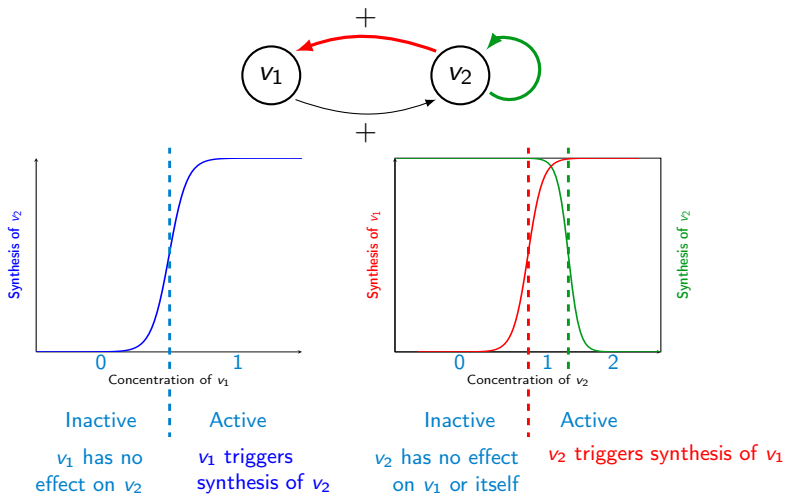 +
v₁
v₂
+
Synthesis of v₂
0
1
Concentration of v₁
Inactive
Active
v₁ has no
effect on v₂
v₁ triggers
synthesis of v₂
Synthesis of v₁
Synthesis of v₂
0
1
2
Concentration of v₂
Inactive
Active
v₂ has no effect
on v₁ or itself
v₂ triggers synthesis of v₁